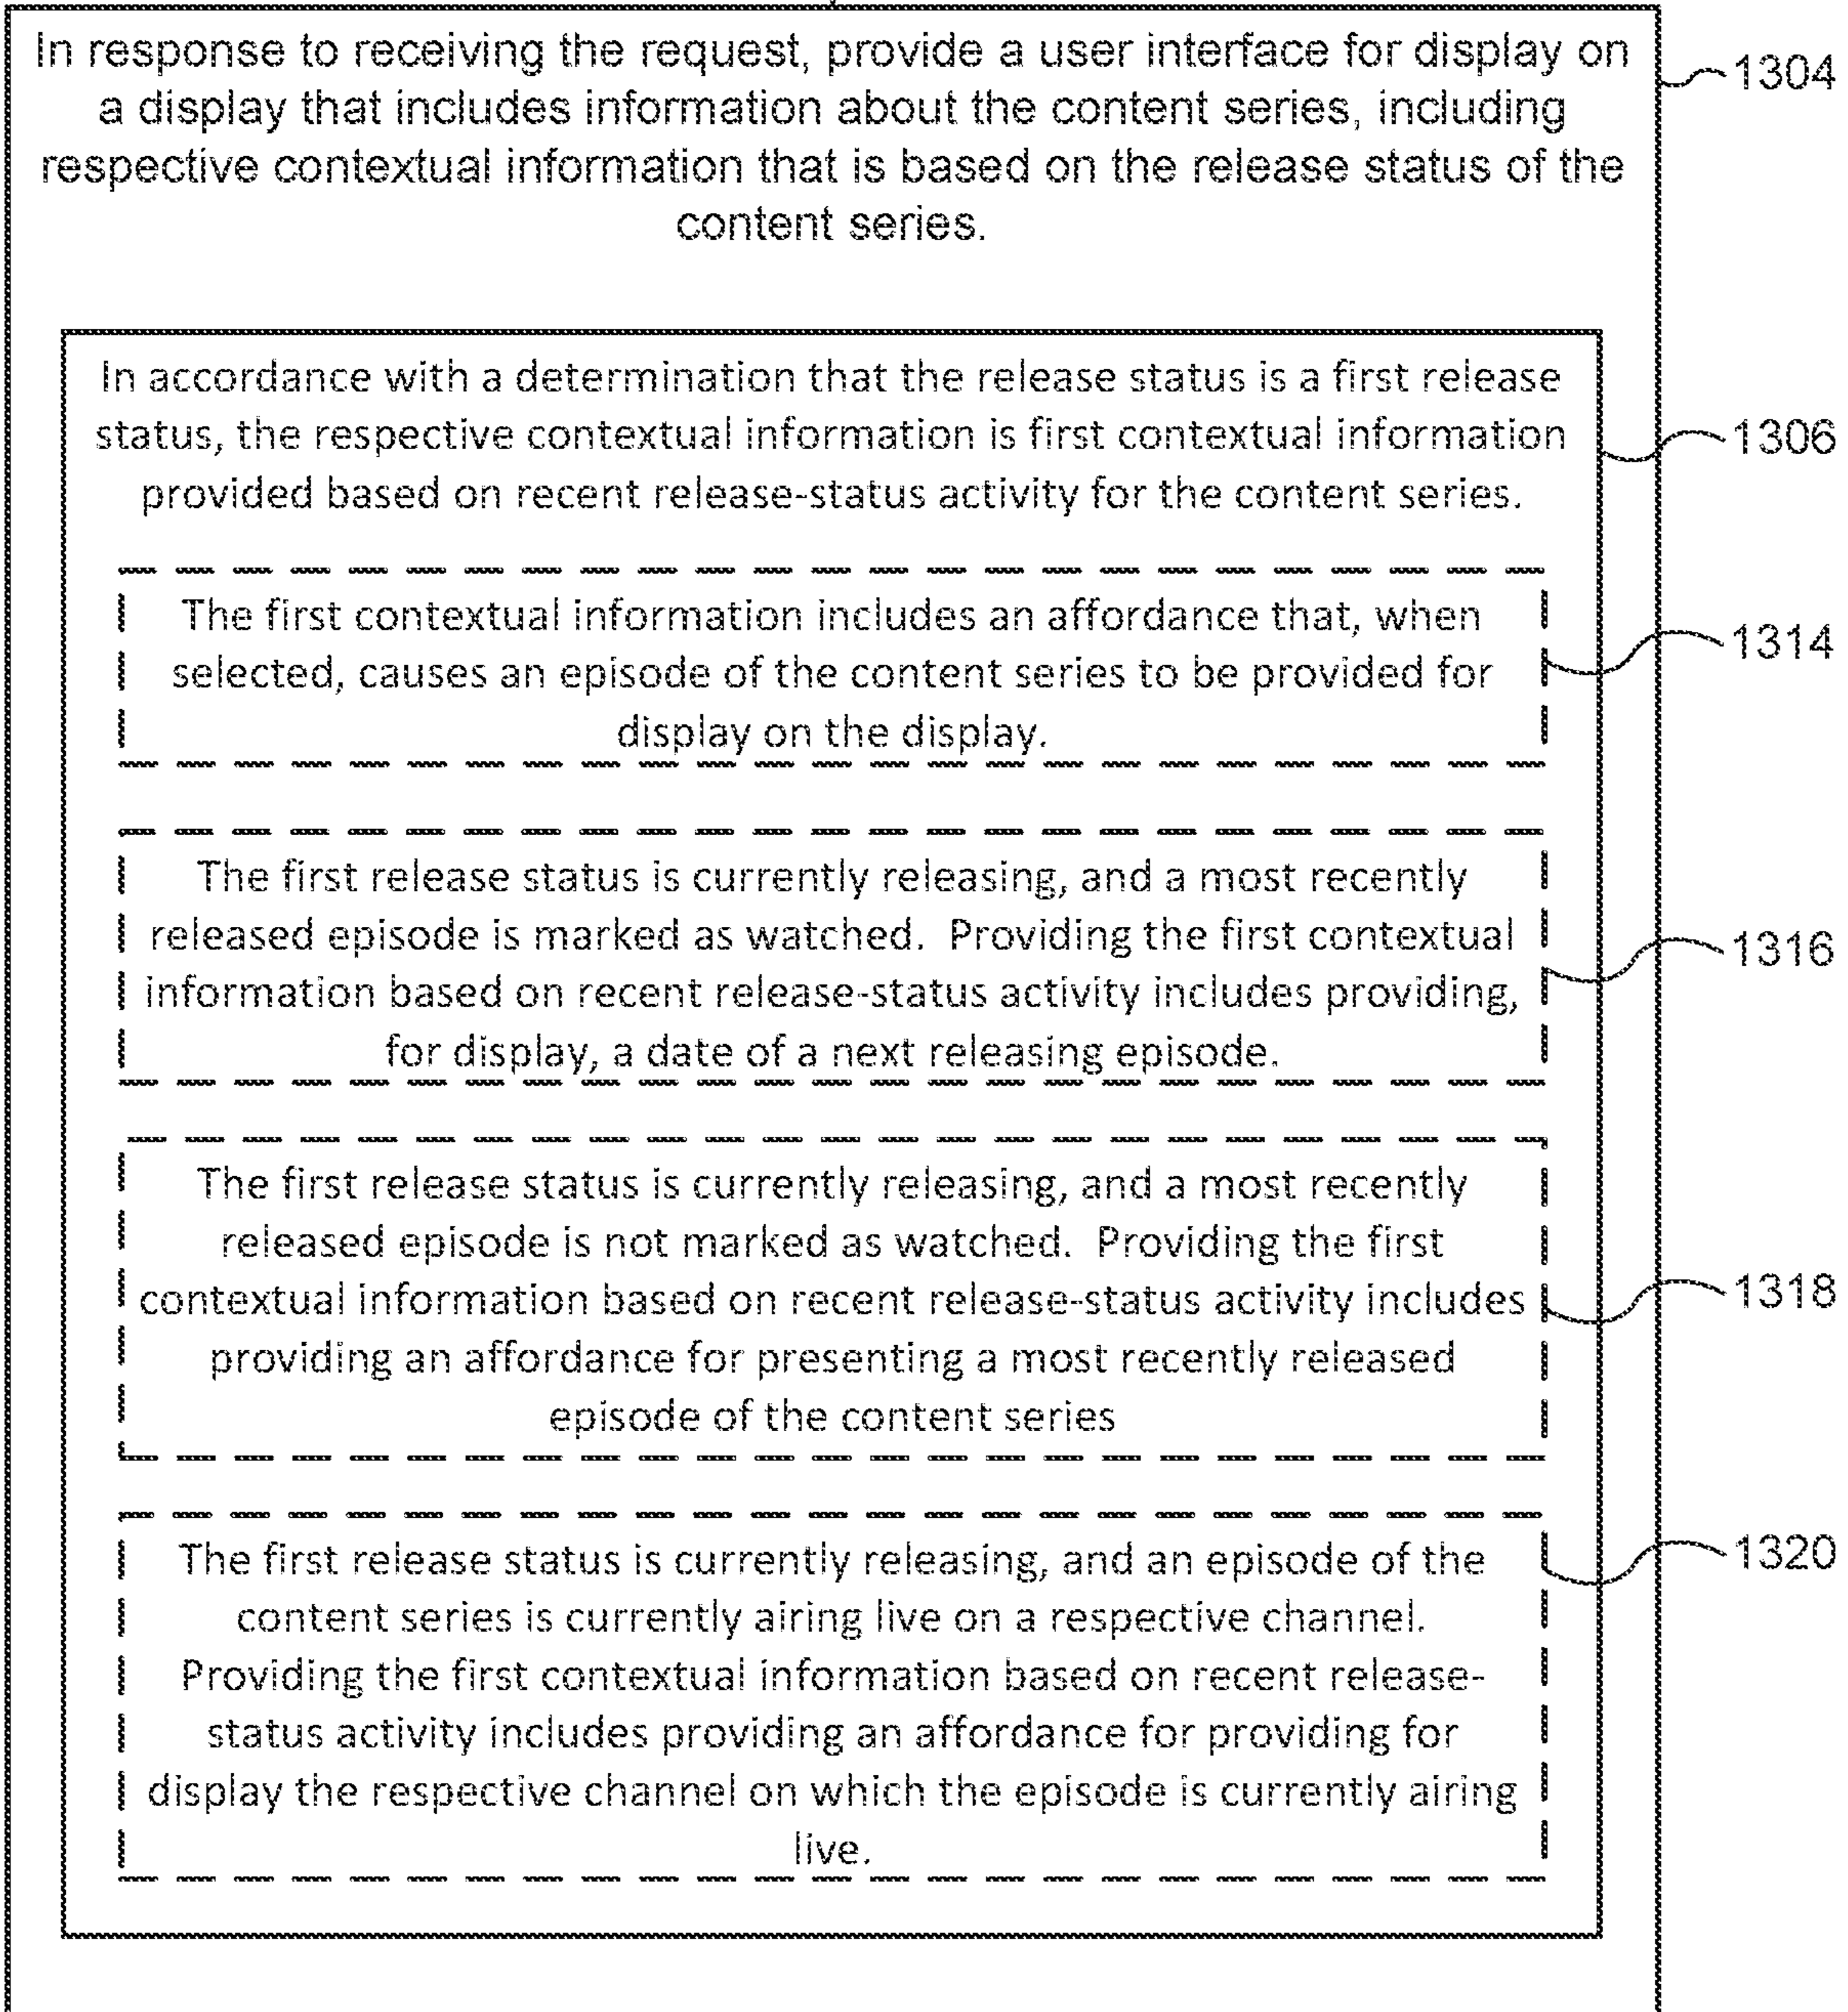 In response to receiving the request, provide a user interface for display on
a display that includes information about the content series, including
respective contextual information that is based on the release status of the
content series.
1304
In accordance with a determination that the release status is a first release
status, the respective contextual information is first contextual information
provided based on recent release-status activity for the content series.
1306
The first contextual information includes an affordance that, when
selected, causes an episode of the content series to be provided for
display on the display.
1314
The first release status is currently releasing, and a most recently
released episode is marked as watched.  Providing the first contextual
information based on recent release-status activity includes providing,
for display, a date of a next releasing episode.
1316
The first release status is currently releasing, and a most recently
released episode is not marked as watched.  Providing the first
contextual information based on recent release-status activity includes
providing an affordance for presenting a most recently released
episode of the content series
1318
The first release status is currently releasing, and an episode of the
content series is currently airing live on a respective channel.
Providing the first contextual information based on recent release-
status activity includes providing an affordance for providing for
display the respective channel on which the episode is currently airing
live.
1320